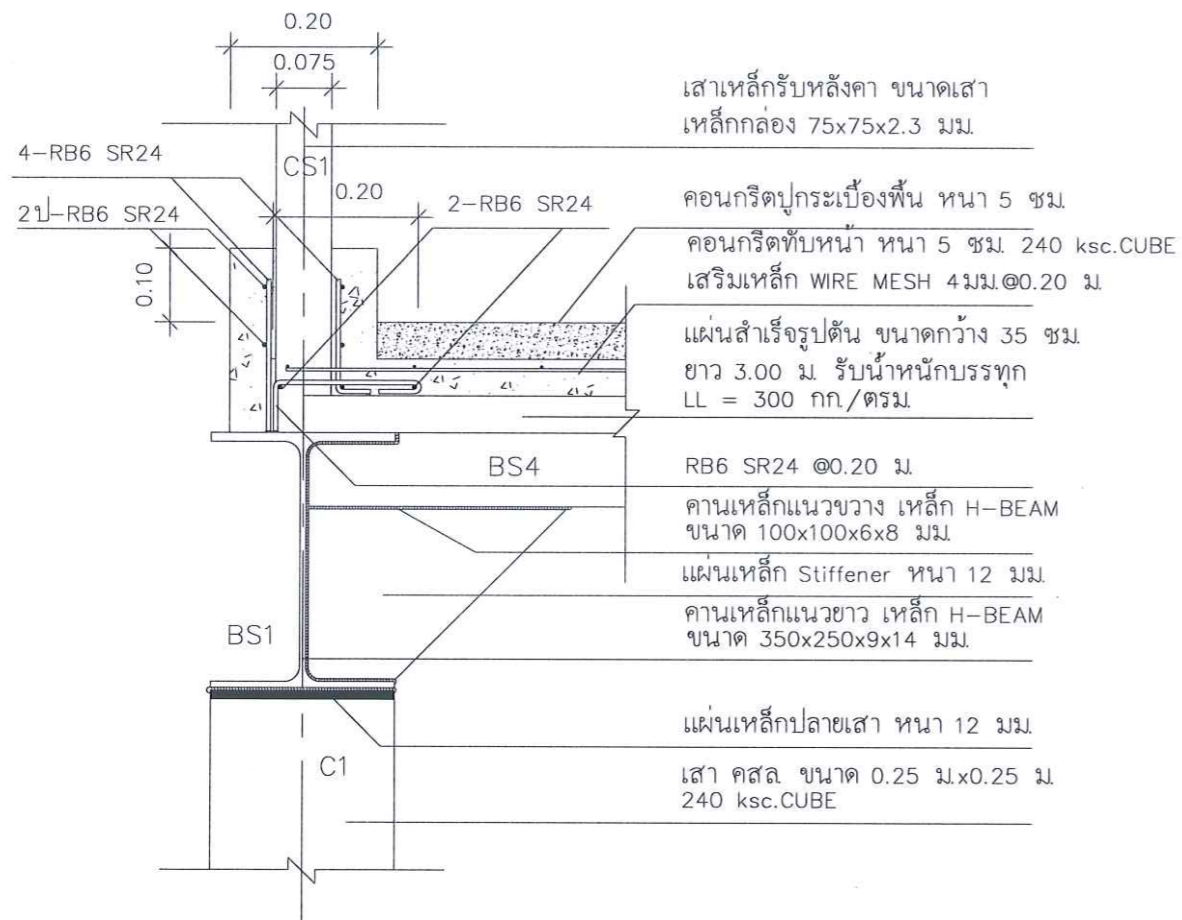 0.20
0.075
4-RB6 SR24
CS1
0.20
2ป-RB6 SR24
2-RB6 SR24
0.10
BS4
BS1
C1
เสาเหล็กรับหลังคา ขนาดเสา
เหล็กกล่อง 75x75x2.3 มม.
คอนกรีตปูกระเบื้องพื้น หนา 5 ซม.
คอนกรีตทับหน้า หนา 5 ซม. 240 ksc.CUBE
เสริมเหล็ก WIRE MESH 4มม.@0.20 ม.
แผ่นสำเร็จรูปตัน ขนาดกว้าง 35 ซม.
ยาว 3.00 ม. รับน้ำหนักบรรทุก
LL = 300 กก./ตรม.
RB6 SR24 @0.20 ม.
คานเหล็กแนวขวาง เหล็ก H-BEAM
ขนาด 100x100x6x8 มม.
แผ่นเหล็ก Stiffener หนา 12 มม.
คานเหล็กแนวยาว เหล็ก H-BEAM
ขนาด 350x250x9x14 มม.
แผ่นเหล็กปลายเสา หนา 12 มม.
เสา คสล. ขนาด 0.25 ม.x0.25 ม.
240 ksc.CUBE